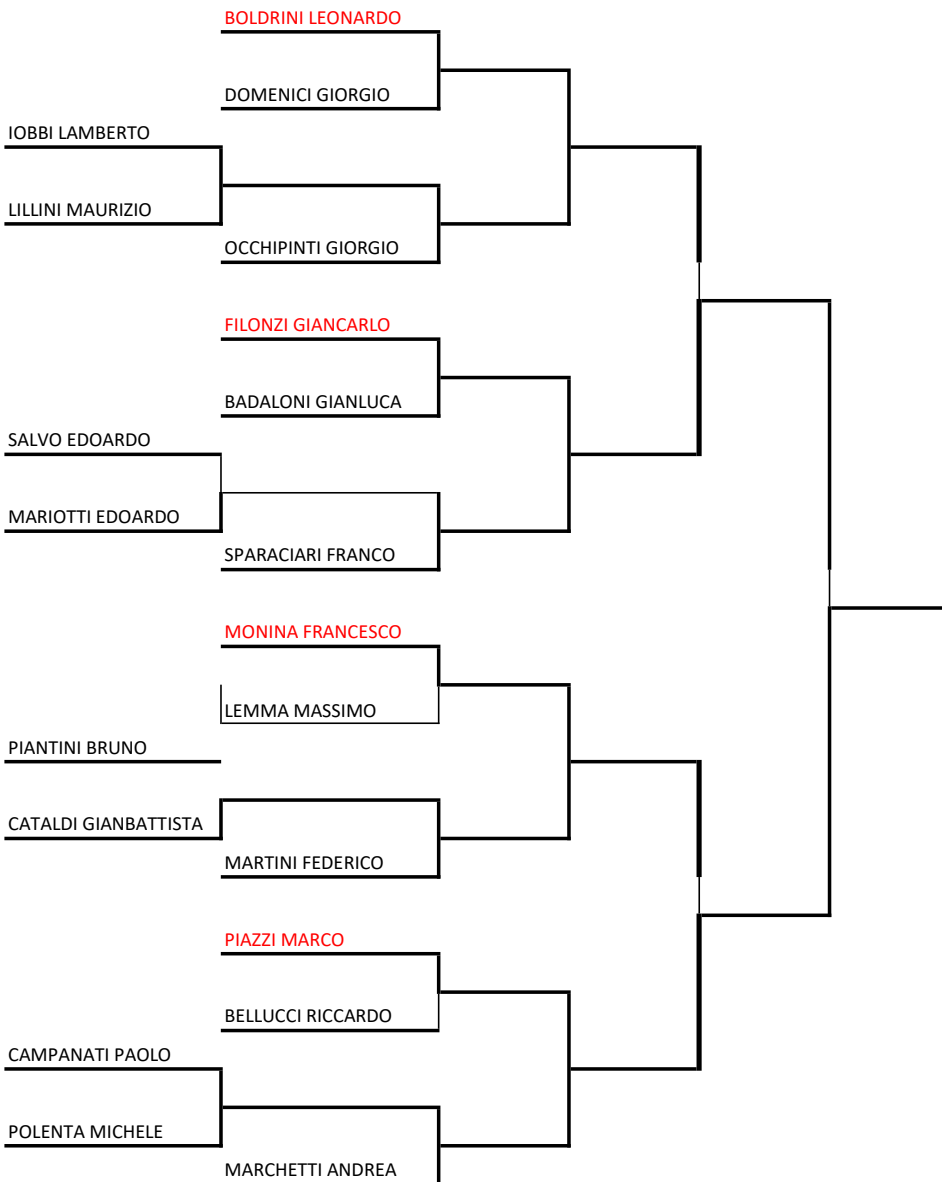 BOLDRINI LEONARDO
DOMENICI GIORGIO
IOBBI LAMBERTO
LILLINI MAURIZIO
OCCHIPINTI GIORGIO
FILONZI GIANCARLO
BADALONI GIANLUCA
SALVO EDOARDO
MARIOTTI EDOARDO
SPARACIARI FRANCO
MONINA FRANCESCO
LEMMA MASSIMO
PIANTINI BRUNO
CATALDI GIANBATTISTA
MARTINI FEDERICO
PIAZZI MARCO
BELLUCCI RICCARDO
CAMPANATI PAOLO
POLENTA MICHELE
MARCHETTI ANDREA